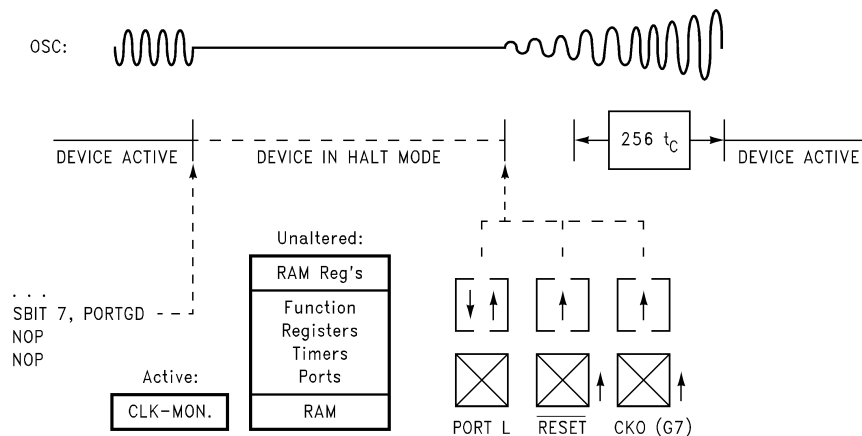 OSC:
256 tC
DEVICE ACTIVE
DEVICE IN HALT MODE
DEVICE ACTIVE
Unaltered:
RAM Reg's
Function
Registers
Timers
Ports
RAM
. . .
SBIT 7, PORTGD
NOP
NOP
Active:
CLK-MON.
PORT L
RESET
CKO (G7)